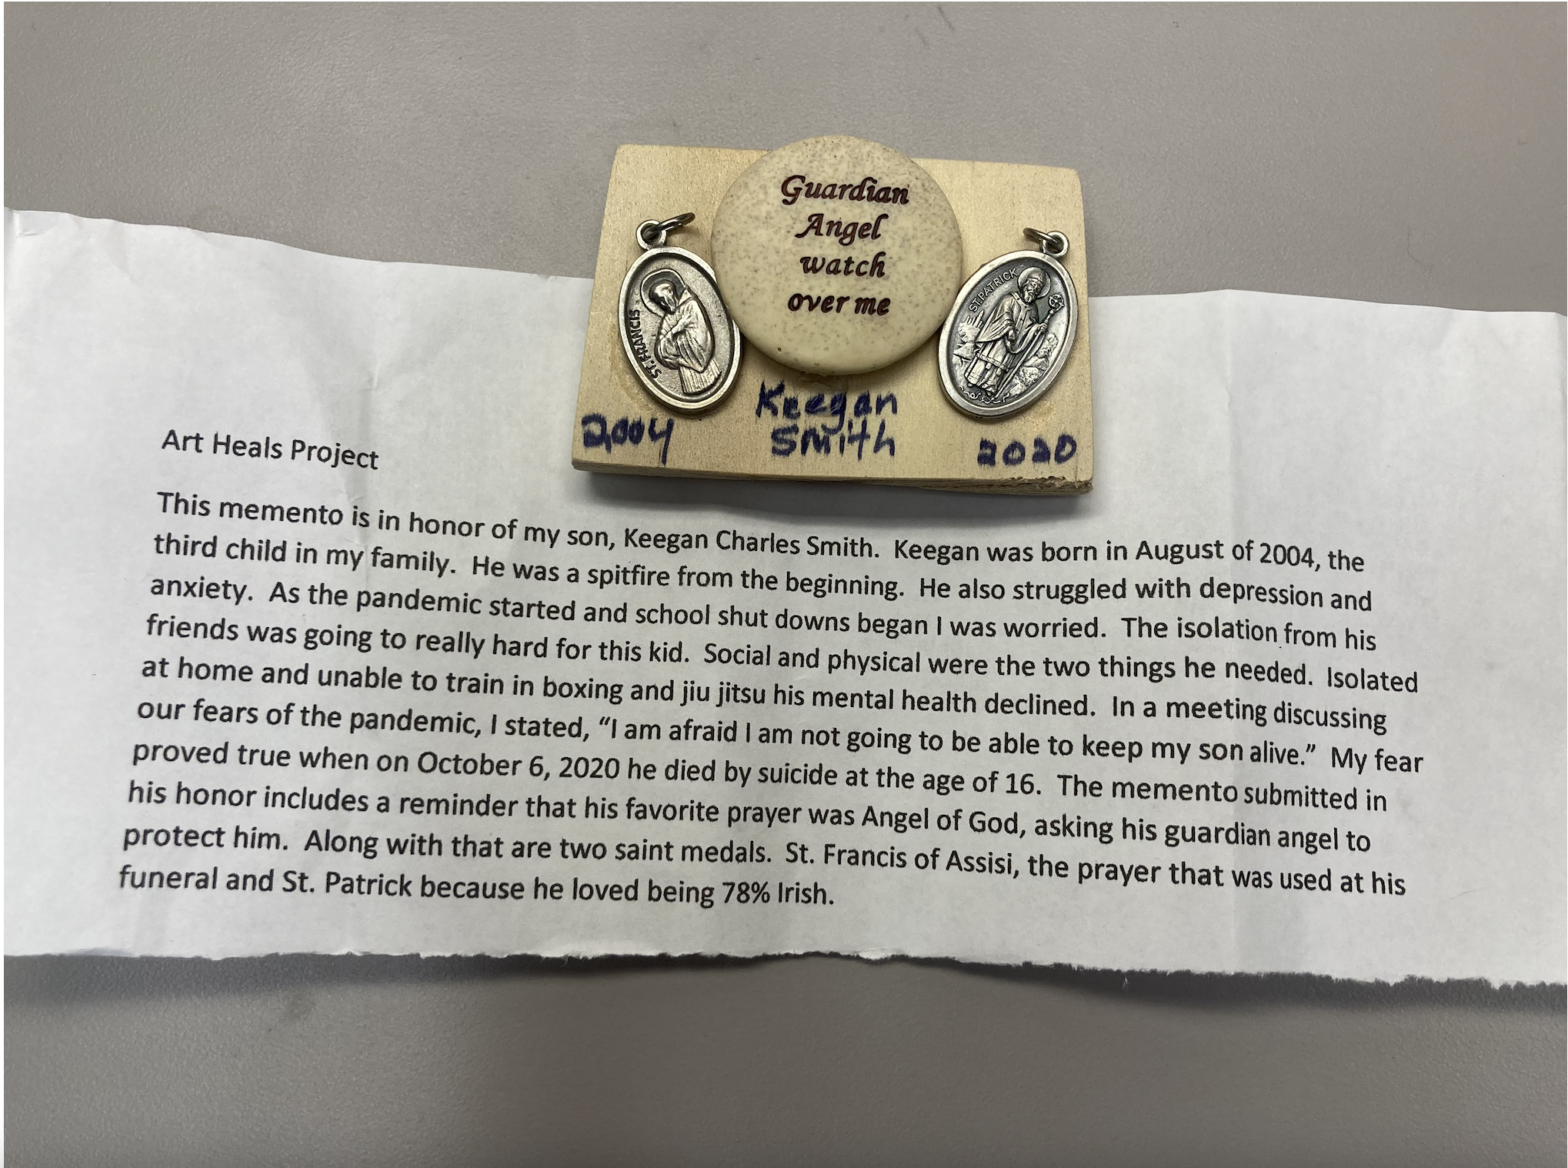 Guardian
Angel
watch
over me
ST. FRANCIS
ST. PATRICK
Keegan
Smith
2004
2020
Art Heals Project
This memento is in honor of my son, Keegan Charles Smith.  Keegan was born in August of 2004, the
third child in my family.  He was a spitfire from the beginning.  He also struggled with depression and
anxiety.  As the pandemic started and school shut downs began I was worried.  The isolation from his
friends was going to really hard for this kid.  Social and physical were the two things he needed.  Isolated
at home and unable to train in boxing and jiu jitsu his mental health declined.  In a meeting discussing
our fears of the pandemic, I stated, “I am afraid I am not going to be able to keep my son alive.”  My fear
proved true when on October 6, 2020 he died by suicide at the age of 16.  The memento submitted in
his honor includes a reminder that his favorite prayer was Angel of God, asking his guardian angel to
protect him.  Along with that are two saint medals.  St. Francis of Assisi, the prayer that was used at his
funeral and St. Patrick because he loved being 78% Irish.